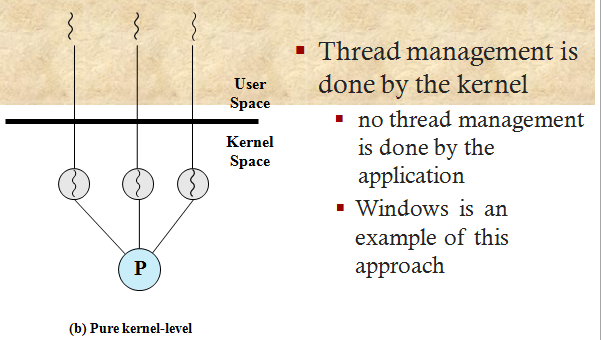 User
Space
Kernel
Space
P
(b) Pure kernel-level
Thread management is
done by the kernel
no thread management
is done by the
application
Windows is an
example of this
approach